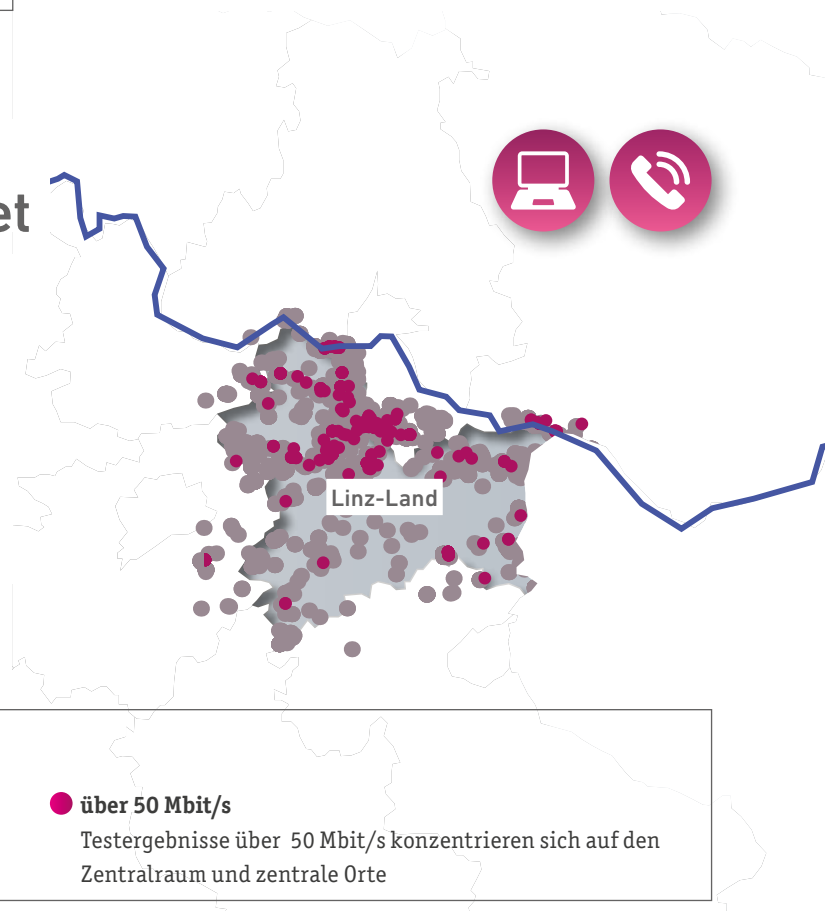 et
Linz-Land
über 50 Mbit/s
Testergebnisse über 50 Mbit/s konzentrieren sich auf den
Zentralraum und zentrale Orte